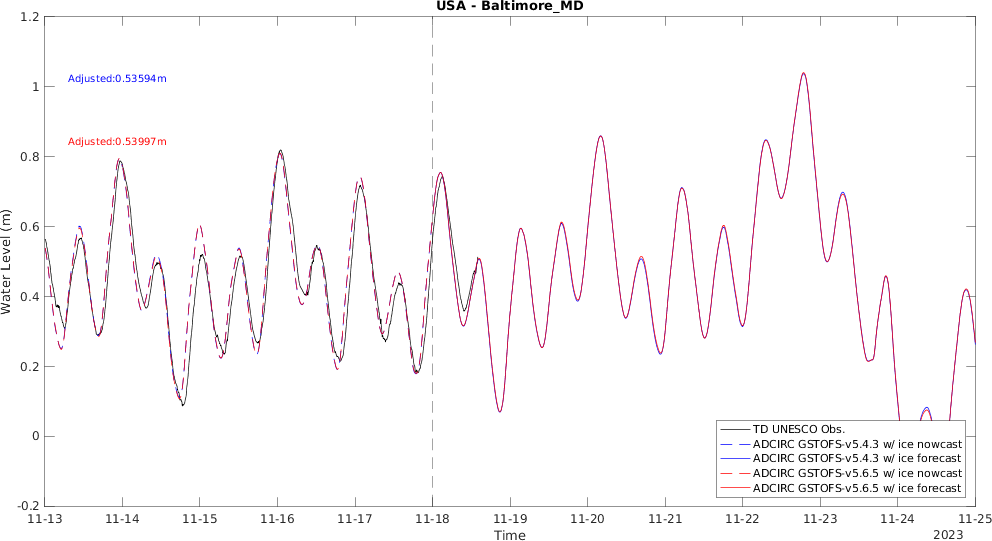 USA - Baltimore_MD
1.2
1
0.8
0.6
0.4
0.2
0
-0.2
Water Level (m)
Adjusted:0.53594m
Adjusted:0.53997m
TD UNESCO Obs.
ADCIRC GSTOFS-v5.4.3 w/ ice nowcast
ADCIRC GSTOFS-v5.4.3 w/ ice forecast
ADCIRC GSTOFS-v5.6.5 w/ ice nowcast
ADCIRC GSTOFS-v5.6.5 w/ ice forecast
11-13 11-14 11-15 11-16 11-17 11-18 11-19 11-20 11-21 11-22 11-23 11-24 11-25
Time
2023